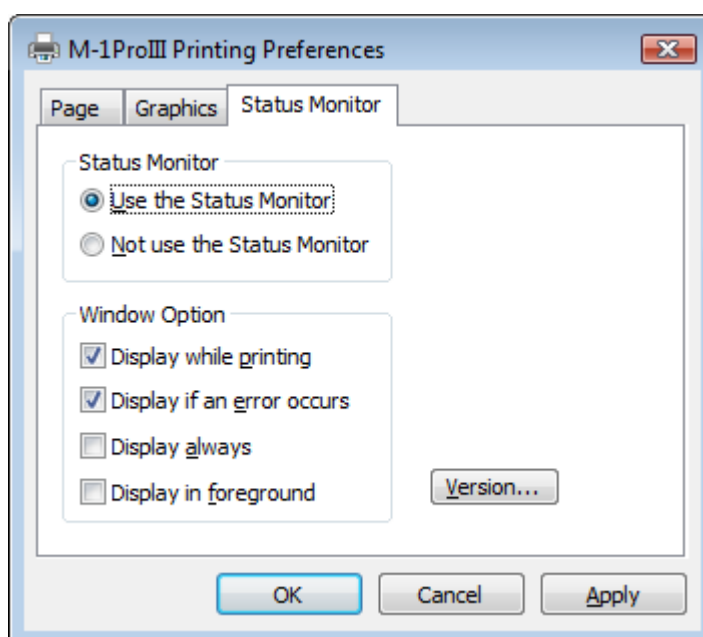 M-1ProⅢ Printing Preferences
Page Graphics Status Monitor
Status Monitor
Use the Status Monitor
Not use the Status Monitor
Window Option
Display while printing
Display if an error occurs
Display always
Display in foreground
Version...
OK Cancel Apply